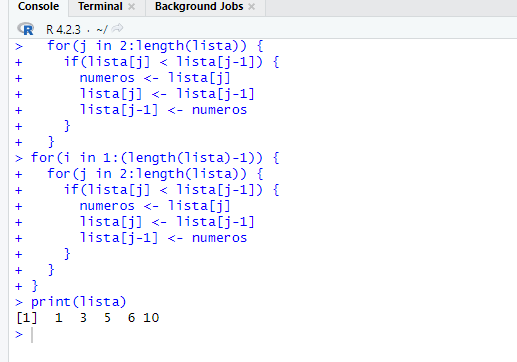 Console Terminal Background Jobs
R R 4.2.3 · ~/
>   for(j in 2:length(lista)) {
+     if(lista[j] < lista[j-1]) {
+       numeros <- lista[j]
+       lista[j] <- lista[j-1]
+       lista[j-1] <- numeros
+     }
+   }
> for(i in 1:(length(lista)-1)) {
+   for(j in 2:length(lista)) {
+     if(lista[j] < lista[j-1]) {
+       numeros <- lista[j]
+       lista[j] <- lista[j-1]
+       lista[j-1] <- numeros
+     }
+   }
+ }
> print(lista)
[1]  1  3  5  6 10
>